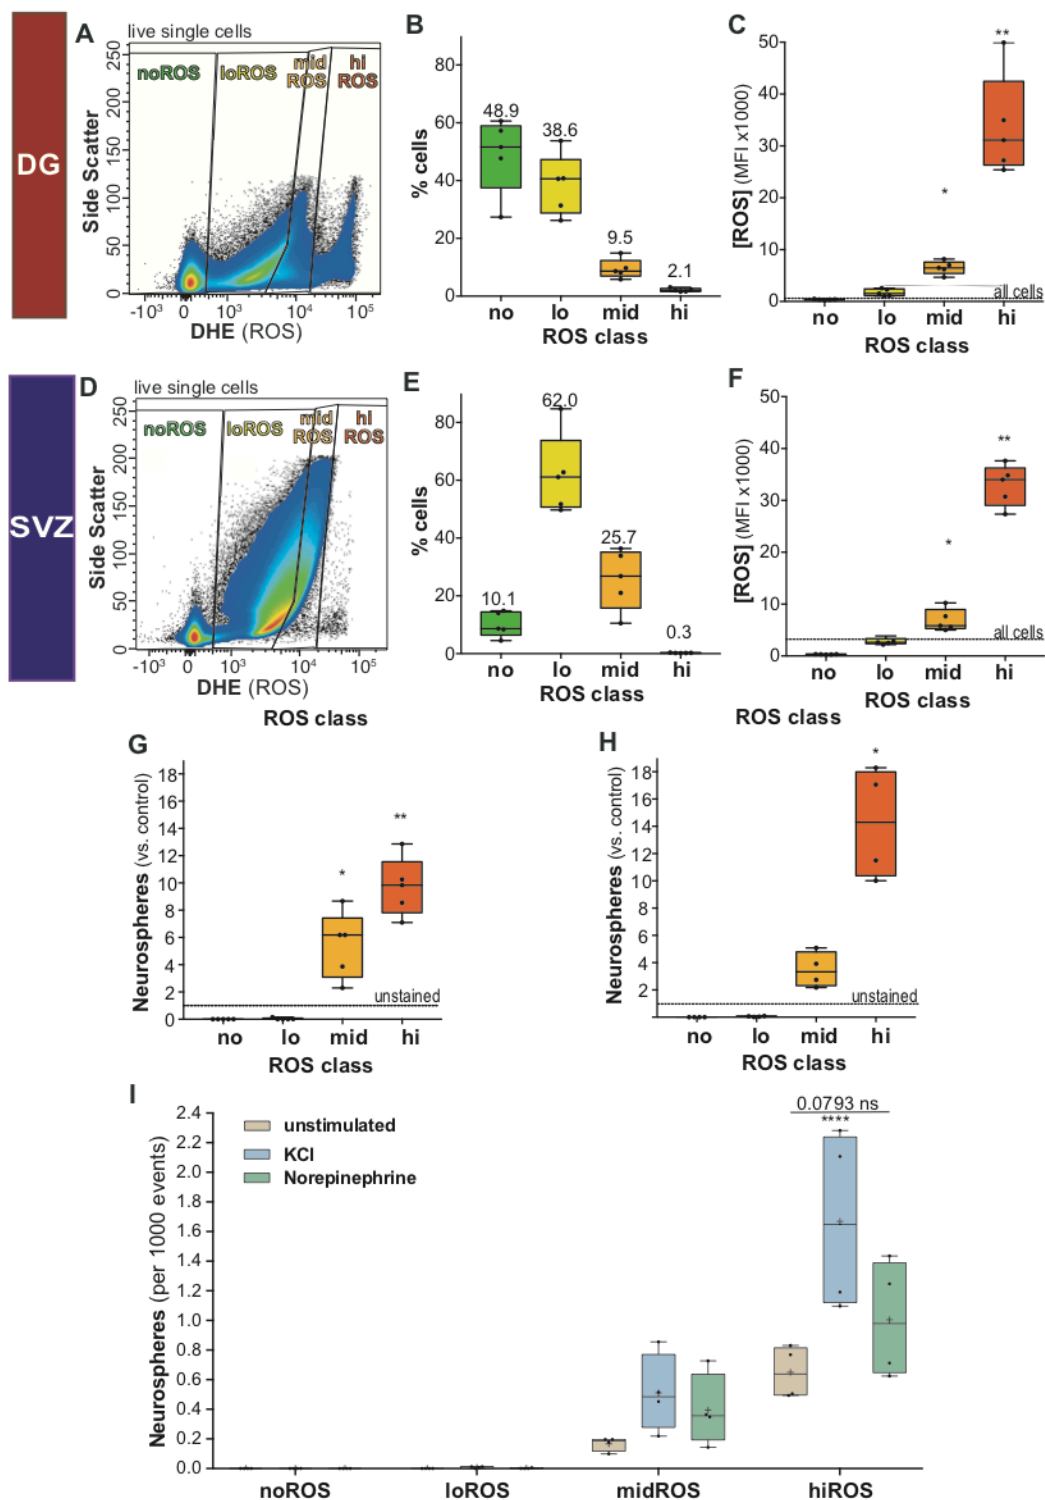 DG
A
live single cells
noROS
loROS
mid
ROS
hi
ROS
Side Scatter
250
200
150
100
50
0
-10³ 0 10³ 10⁴ 10⁵
DHE (ROS)
B
% cells
60
40
20
0
48.9
38.6
9.5
2.1
no lo mid hi
ROS class
C
[ROS] (MFI x1000)
50
40
30
20
10
0
**
*
all cells
no lo mid hi
ROS class
SVZ
D
live single cells
noROS
loROS
mid
ROS
hi
ROS
Side Scatter
250
200
150
100
50
0
-10³ 0 10³ 10⁴ 10⁵
DHE (ROS)
ROS class
E
% cells
80
60
40
20
0
62.0
25.7
10.1
0.3
no lo mid hi
ROS class
F
[ROS] (MFI x1000)
50
40
30
20
10
0
**
*
all cells
no lo mid hi
ROS class
ROS class
G
Neurospheres (vs. control)
18
16
14
12
10
8
6
4
2
0
**
*
unstained
no lo mid hi
ROS class
H
Neurospheres (vs. control)
18
16
14
12
10
8
6
4
2
*
unstained
no lo mid hi
ROS class
I
Neurospheres (per 1000 events)
2.4
2.2
2.0
1.8
1.6
1.4
1.2
1.0
0.8
0.6
0.4
0.2
0.0
unstimulated
KCl
Norepinephrine
0.0793 ns
****
noROS loROS midROS hiROS